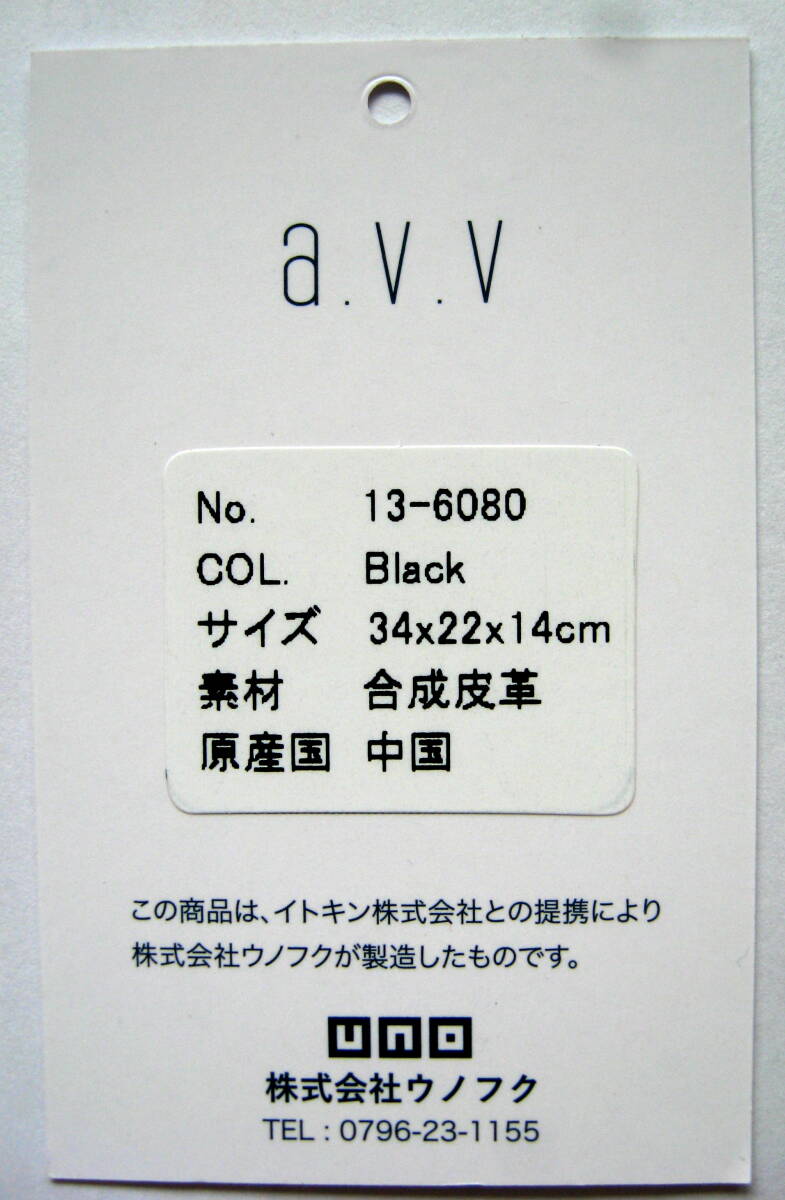 a.v.v
No. 13-6080
COL. Black
サイズ 34x22x14cm
素材 合成皮革
原産国 中国
この商品は、イトキン株式会社との提携により
株式会社ウノフクが製造したものです。
uno
株式会社ウノフク
TEL : 0796-23-1155